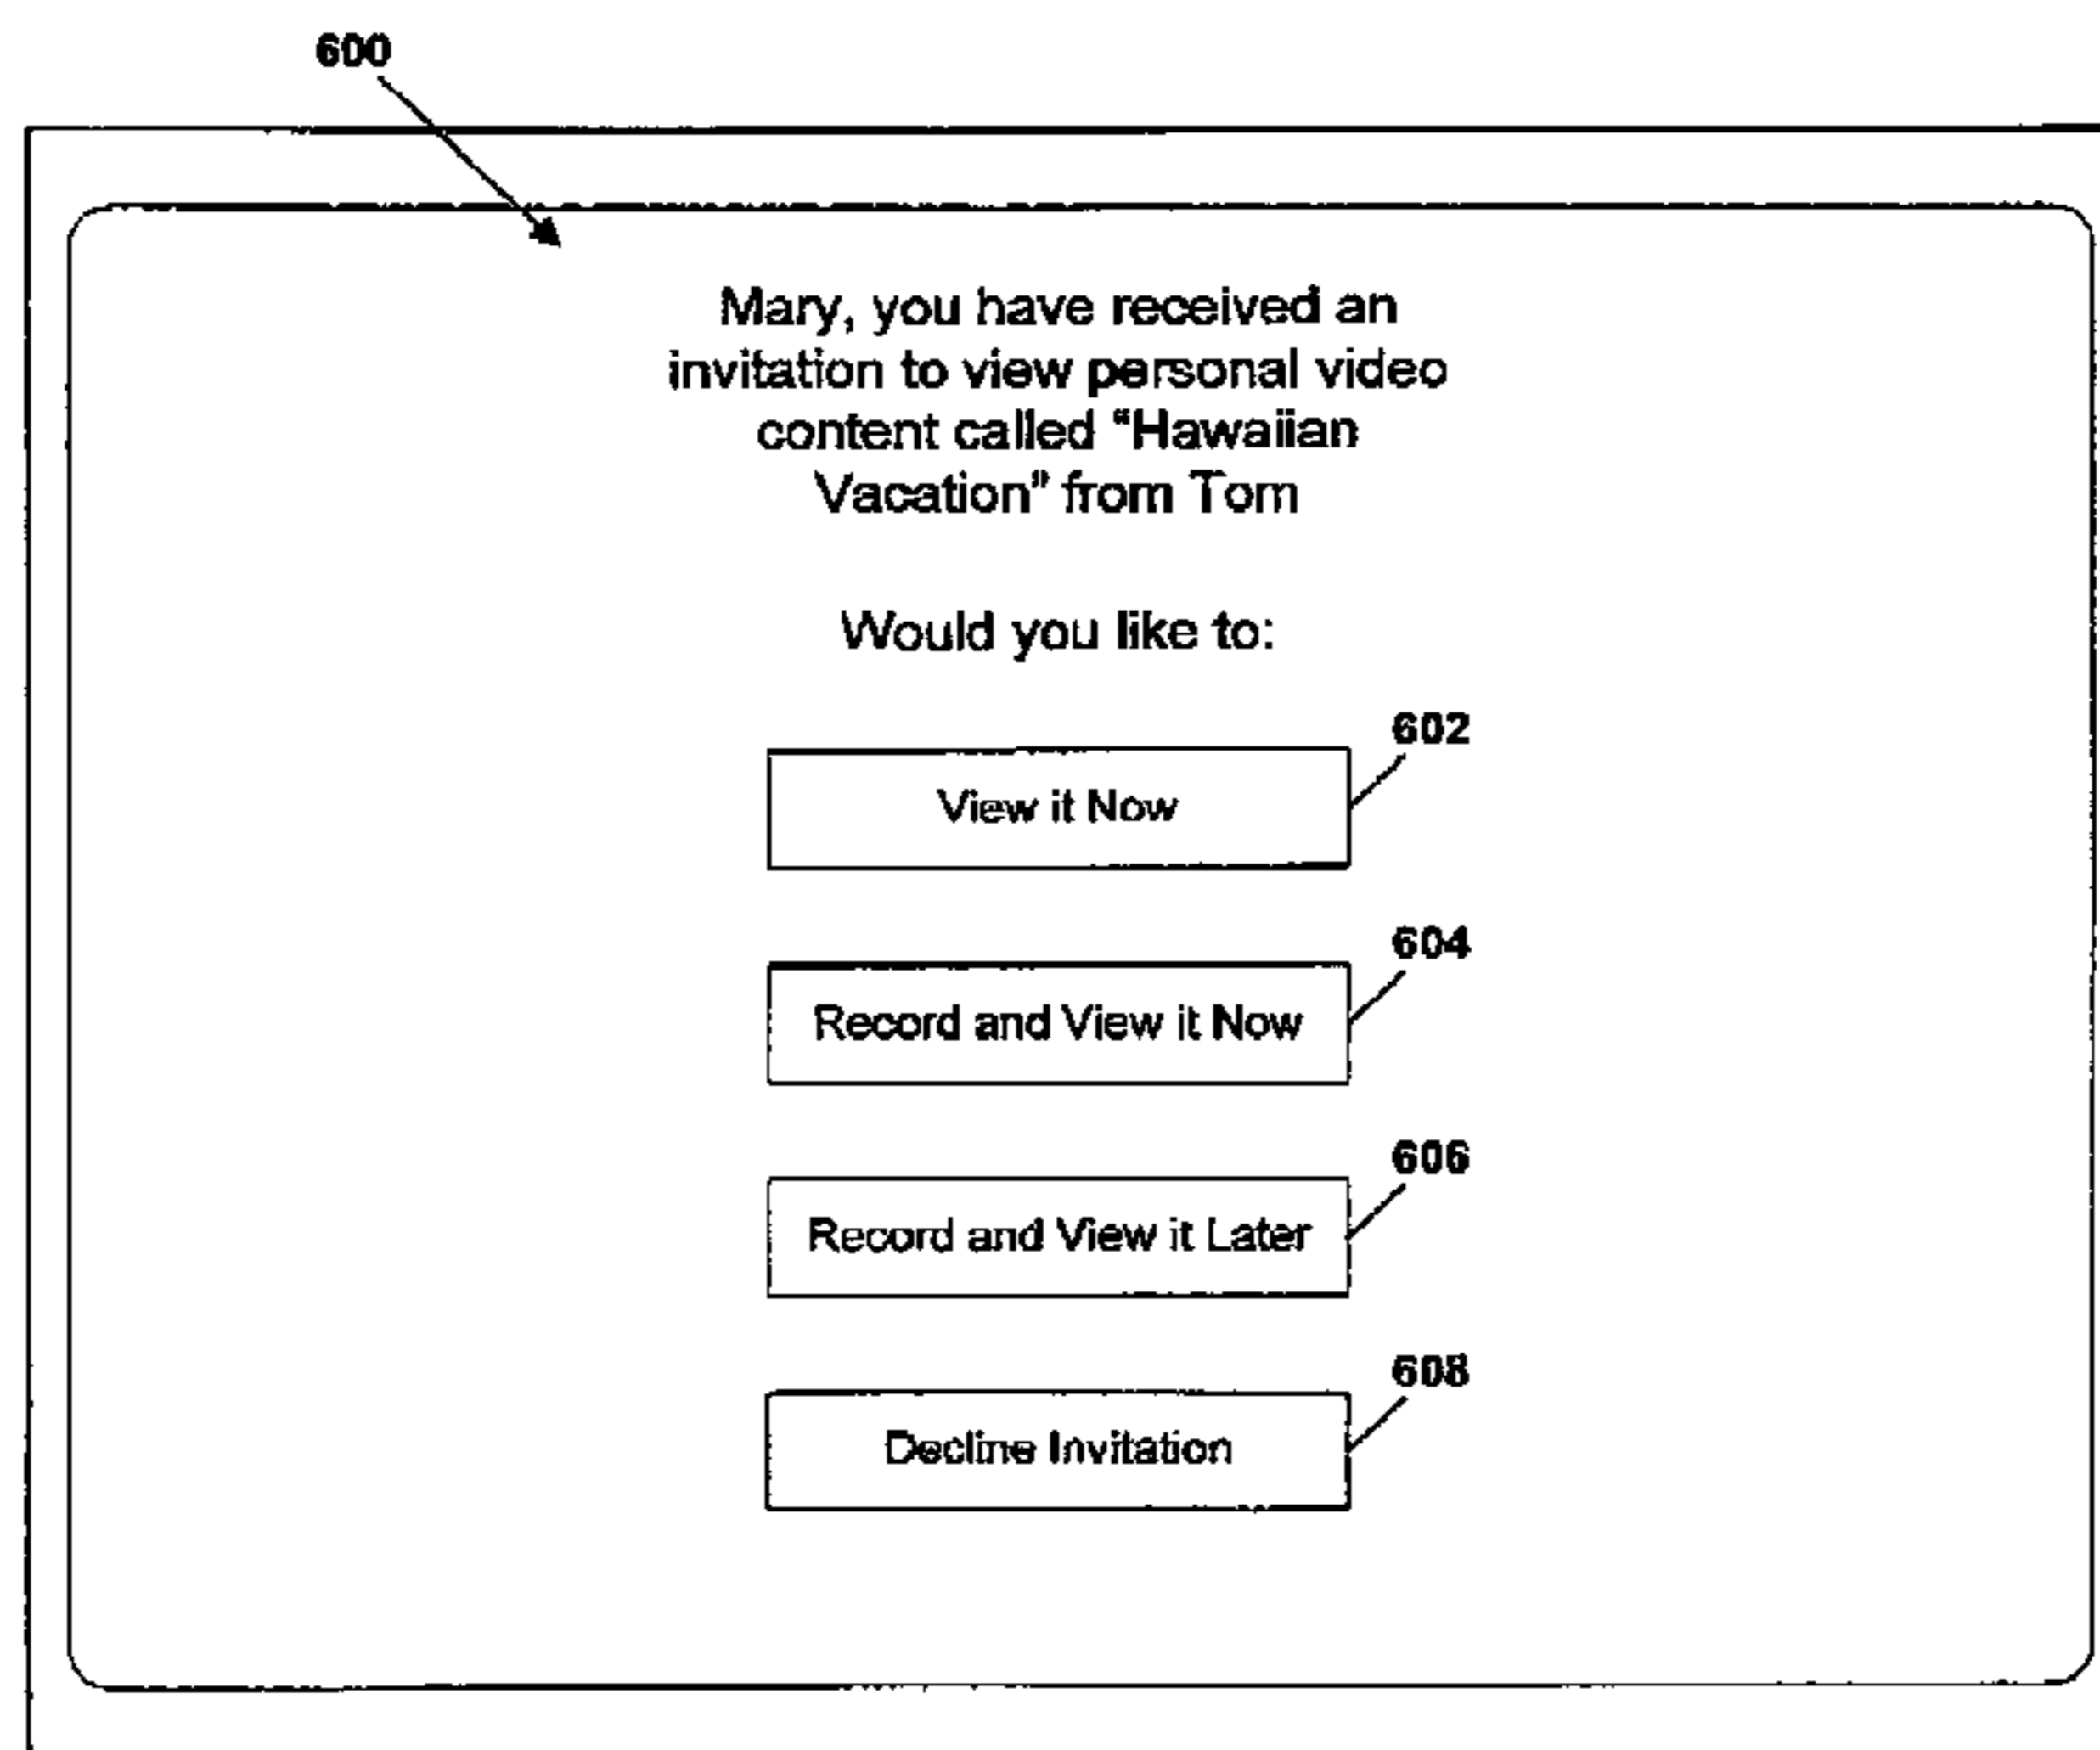 600
Mary, you have received an
invitation to view personal video
content called “Hawaiian
Vacation” from Tom
Would you like to:
602
View it Now
604
Record and View it Now
606
Record and View it Later
608
Decline Invitation